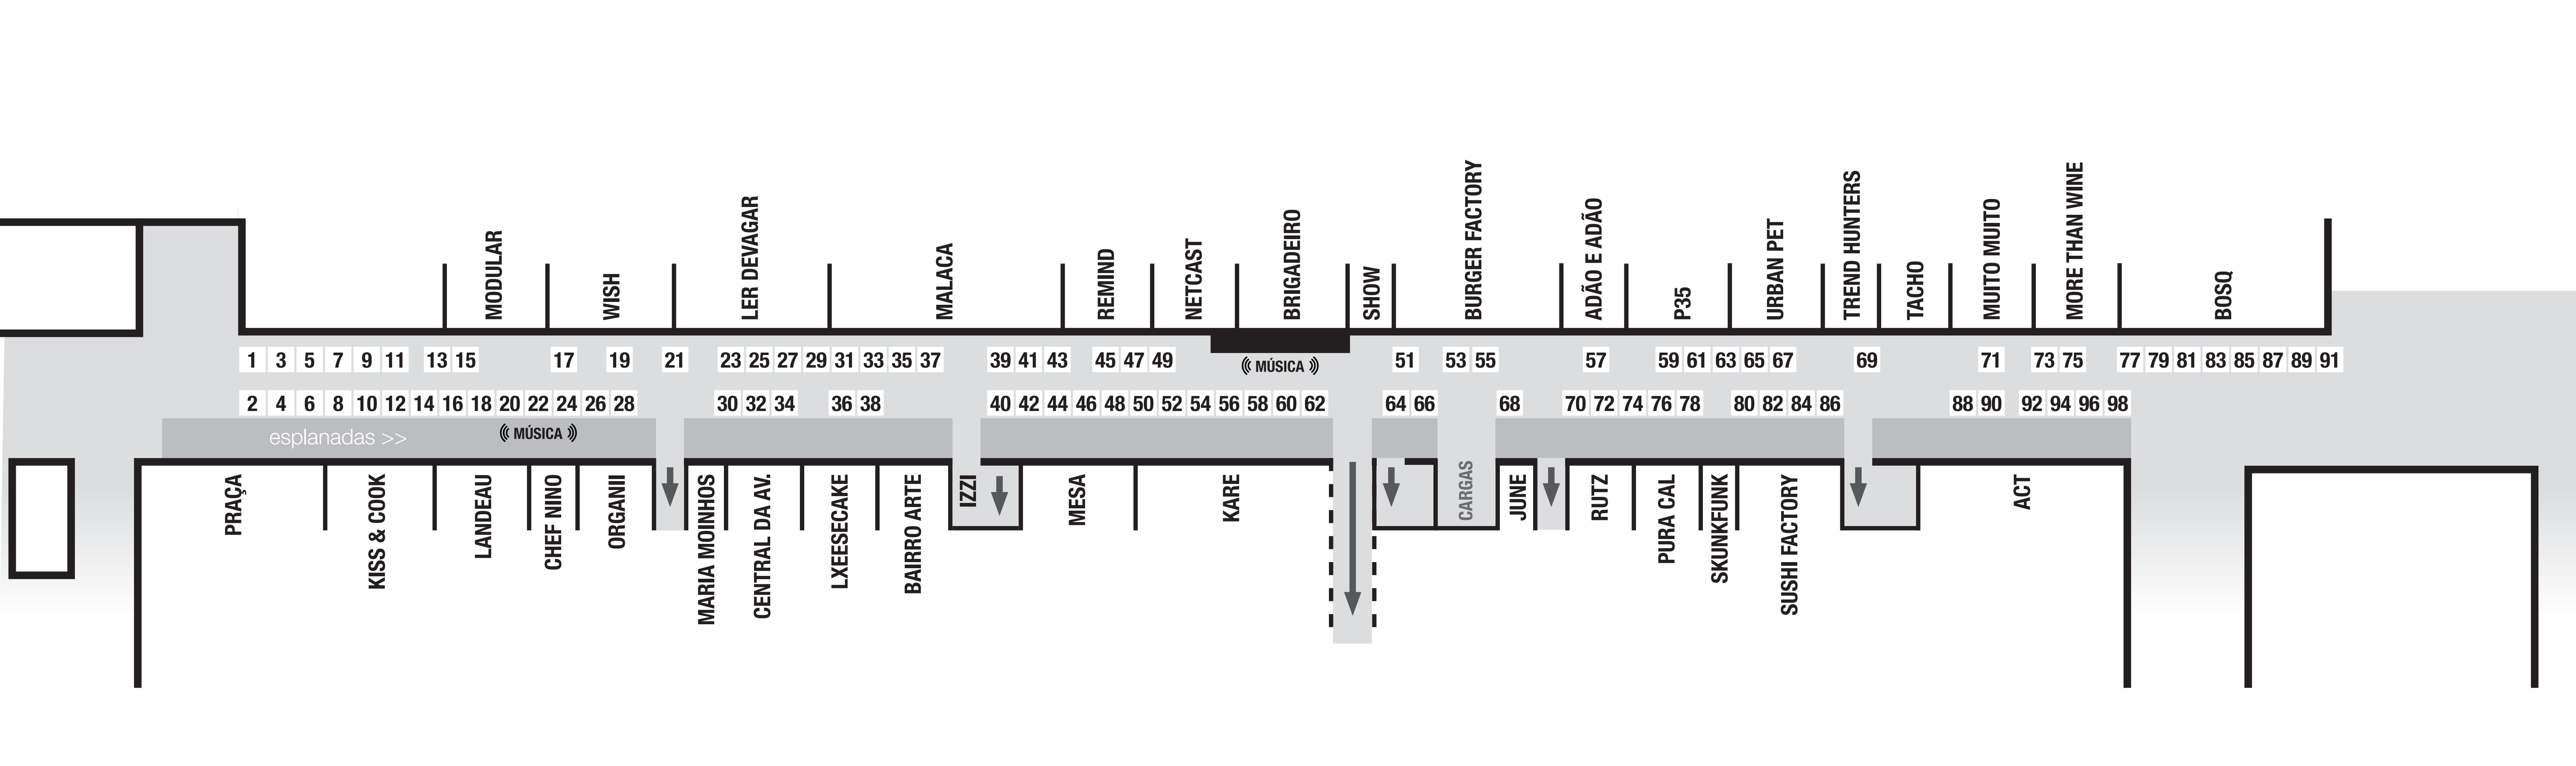 MODULAR
WISH
LER DEVAGAR
MALACA
REMIND
NETCAST
BRIGADEIRO
SHOW
BURGER FACTORY
ADÃO E ADÃO
P35
URBAN PET
TREND HUNTERS
TACHO
MUITO MUITO
MORE THAN WINE
BOSQ
1 3 5 7 9 11 13 15 17 19 21 23 25 27 29 31 33 35 37 39 41 43 45 47 49 MÚSICA 51 53 55 57 59 61 63 65 67 69 71 73 75 77 79 81 83 85 87 89 91
2 4 6 8 10 12 14 16 18 20 22 24 26 28 30 32 34 36 38 40 42 44 46 48 50 52 54 56 58 60 62 64 66 68 70 72 74 76 78 80 82 84 86 88 90 92 94 96 98
esplanadas >> MÚSICA
PRAÇA
KISS & COOK
LANDEAU
CHEF NINO
ORGANII
MARIA MOINHOS
CENTRAL DA AV.
LXEESECAKE
BAIRRO ARTE
IZZI
MESA
KARE
CARGAS
JUNE
RUTZ
PURA CAL
SKUNKFUNK
SUSHI FACTORY
ACT